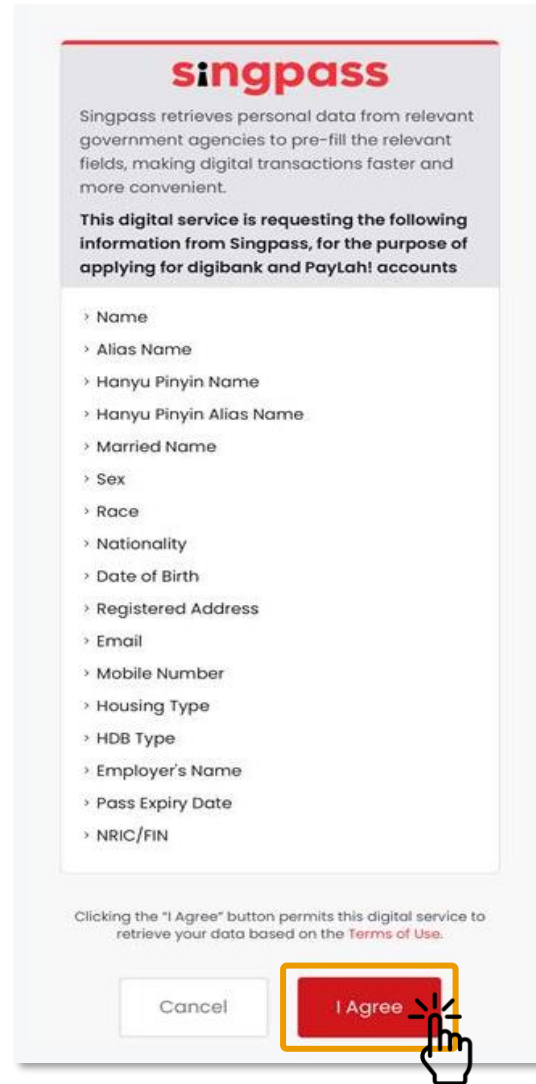 singpass
Singpass retrieves personal data from relevant
government agencies to pre-fill the relevant
fields, making digital transactions faster and
more convenient.
This digital service is requesting the following
information from Singpass, for the purpose of
applying for digibank and PayLah! accounts
› Name
› Alias Name
› Hanyu Pinyin Name
› Hanyu Pinyin Alias Name
› Married Name
› Sex
› Race
› Nationality
› Date of Birth
› Registered Address
› Email
› Mobile Number
› Housing Type
› HDB Type
› Employer's Name
› Pass Expiry Date
› NRIC/FIN
Clicking the "I Agree" button permits this digital service to
retrieve your data based on the Terms of Use.
Cancel
I Agree